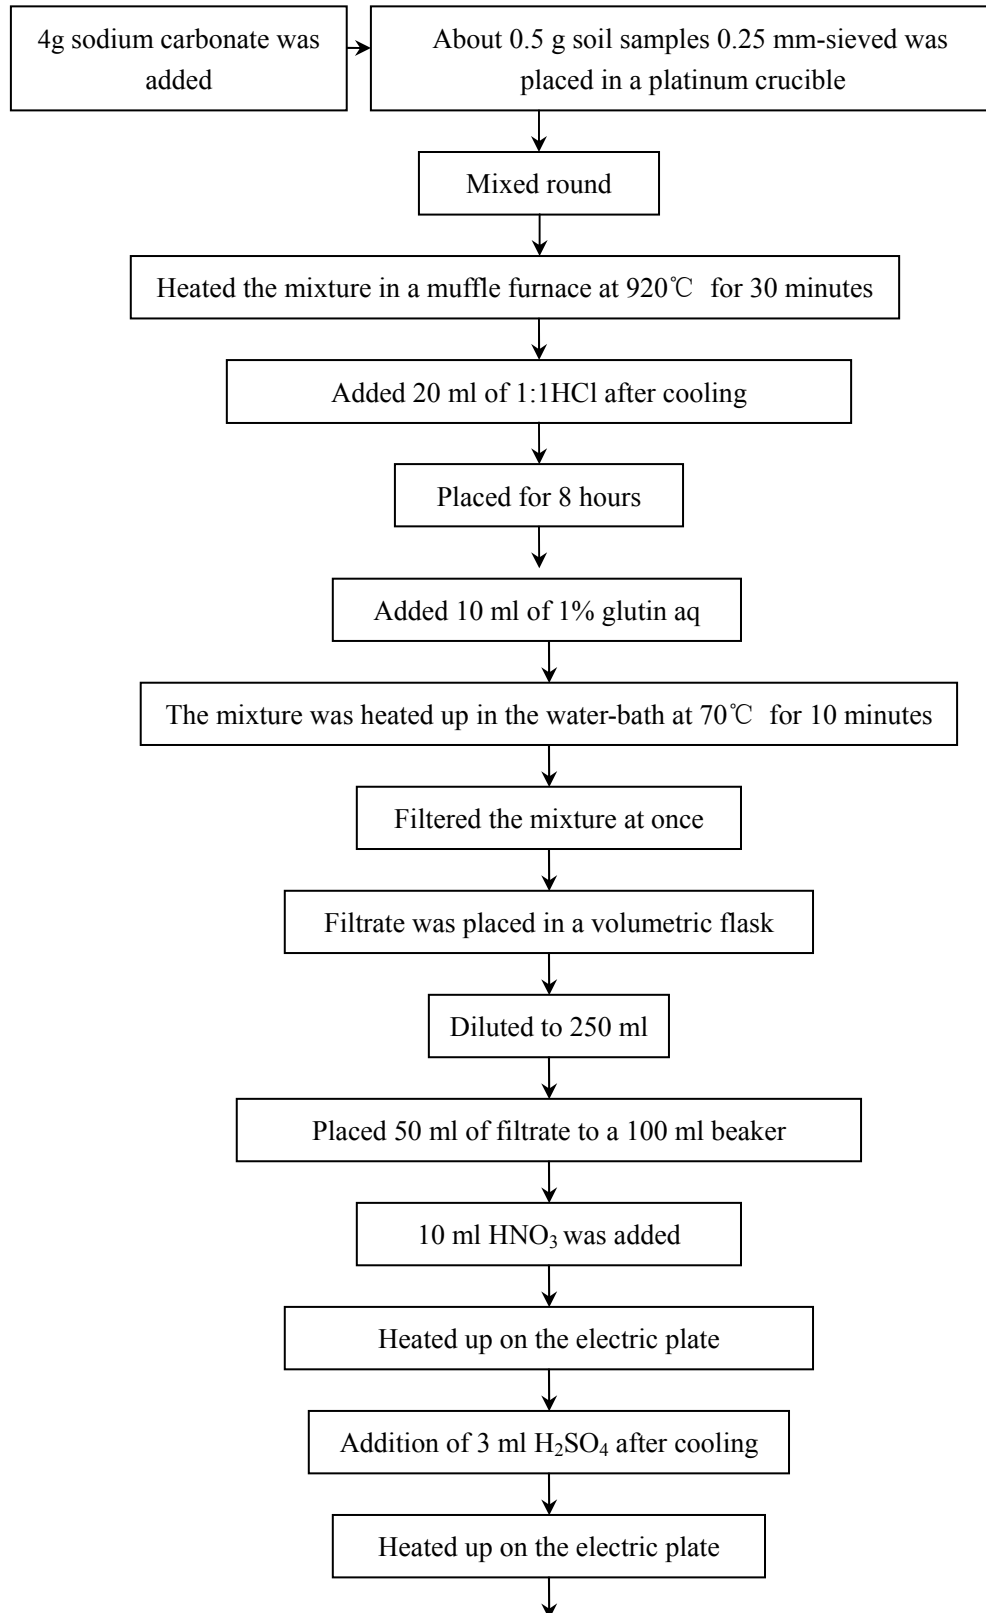 4g sodium carbonate was
added
About 0.5 g soil samples 0.25 mm-sieved was
placed in a platinum crucible
Mixed round
Heated the mixture in a muffle furnace at 920℃ for 30 minutes
Added 20 ml of 1:1HCl after cooling
Placed for 8 hours
Added 10 ml of 1% glutin aq
The mixture was heated up in the water-bath at 70℃ for 10 minutes
Filtered the mixture at once
Filtrate was placed in a volumetric flask
Diluted to 250 ml
Placed 50 ml of filtrate to a 100 ml beaker
10 ml HNO₃ was added
Heated up on the electric plate
Addition of 3 ml H₂SO₄ after cooling
Heated up on the electric plate